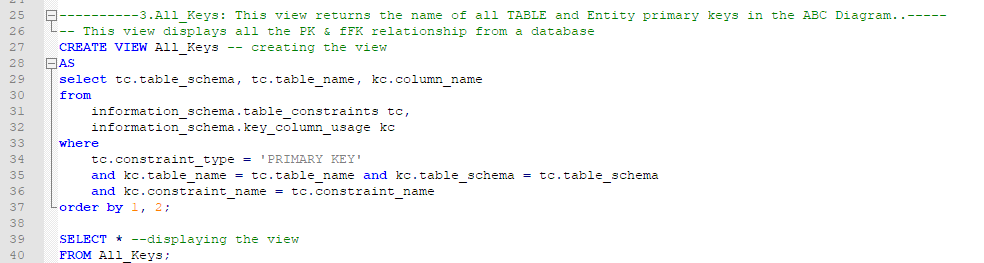 25 ----------3.All_Keys: This view returns the name of all TABLE and Entity primary keys in the ABC Diagram..-----
26 -- This view displays all the PK & fFK relationship from a database
27 CREATE VIEW All_Keys -- creating the view
28 AS
29 select tc.table_schema, tc.table_name, kc.column_name
30 from
31     information_schema.table_constraints tc,
32     information_schema.key_column_usage kc
33 where
34     tc.constraint_type = 'PRIMARY KEY'
35     and kc.table_name = tc.table_name and kc.table_schema = tc.table_schema
36     and kc.constraint_name = tc.constraint_name
37 order by 1, 2;
38
39 SELECT * --displaying the view
40 FROM All_Keys;